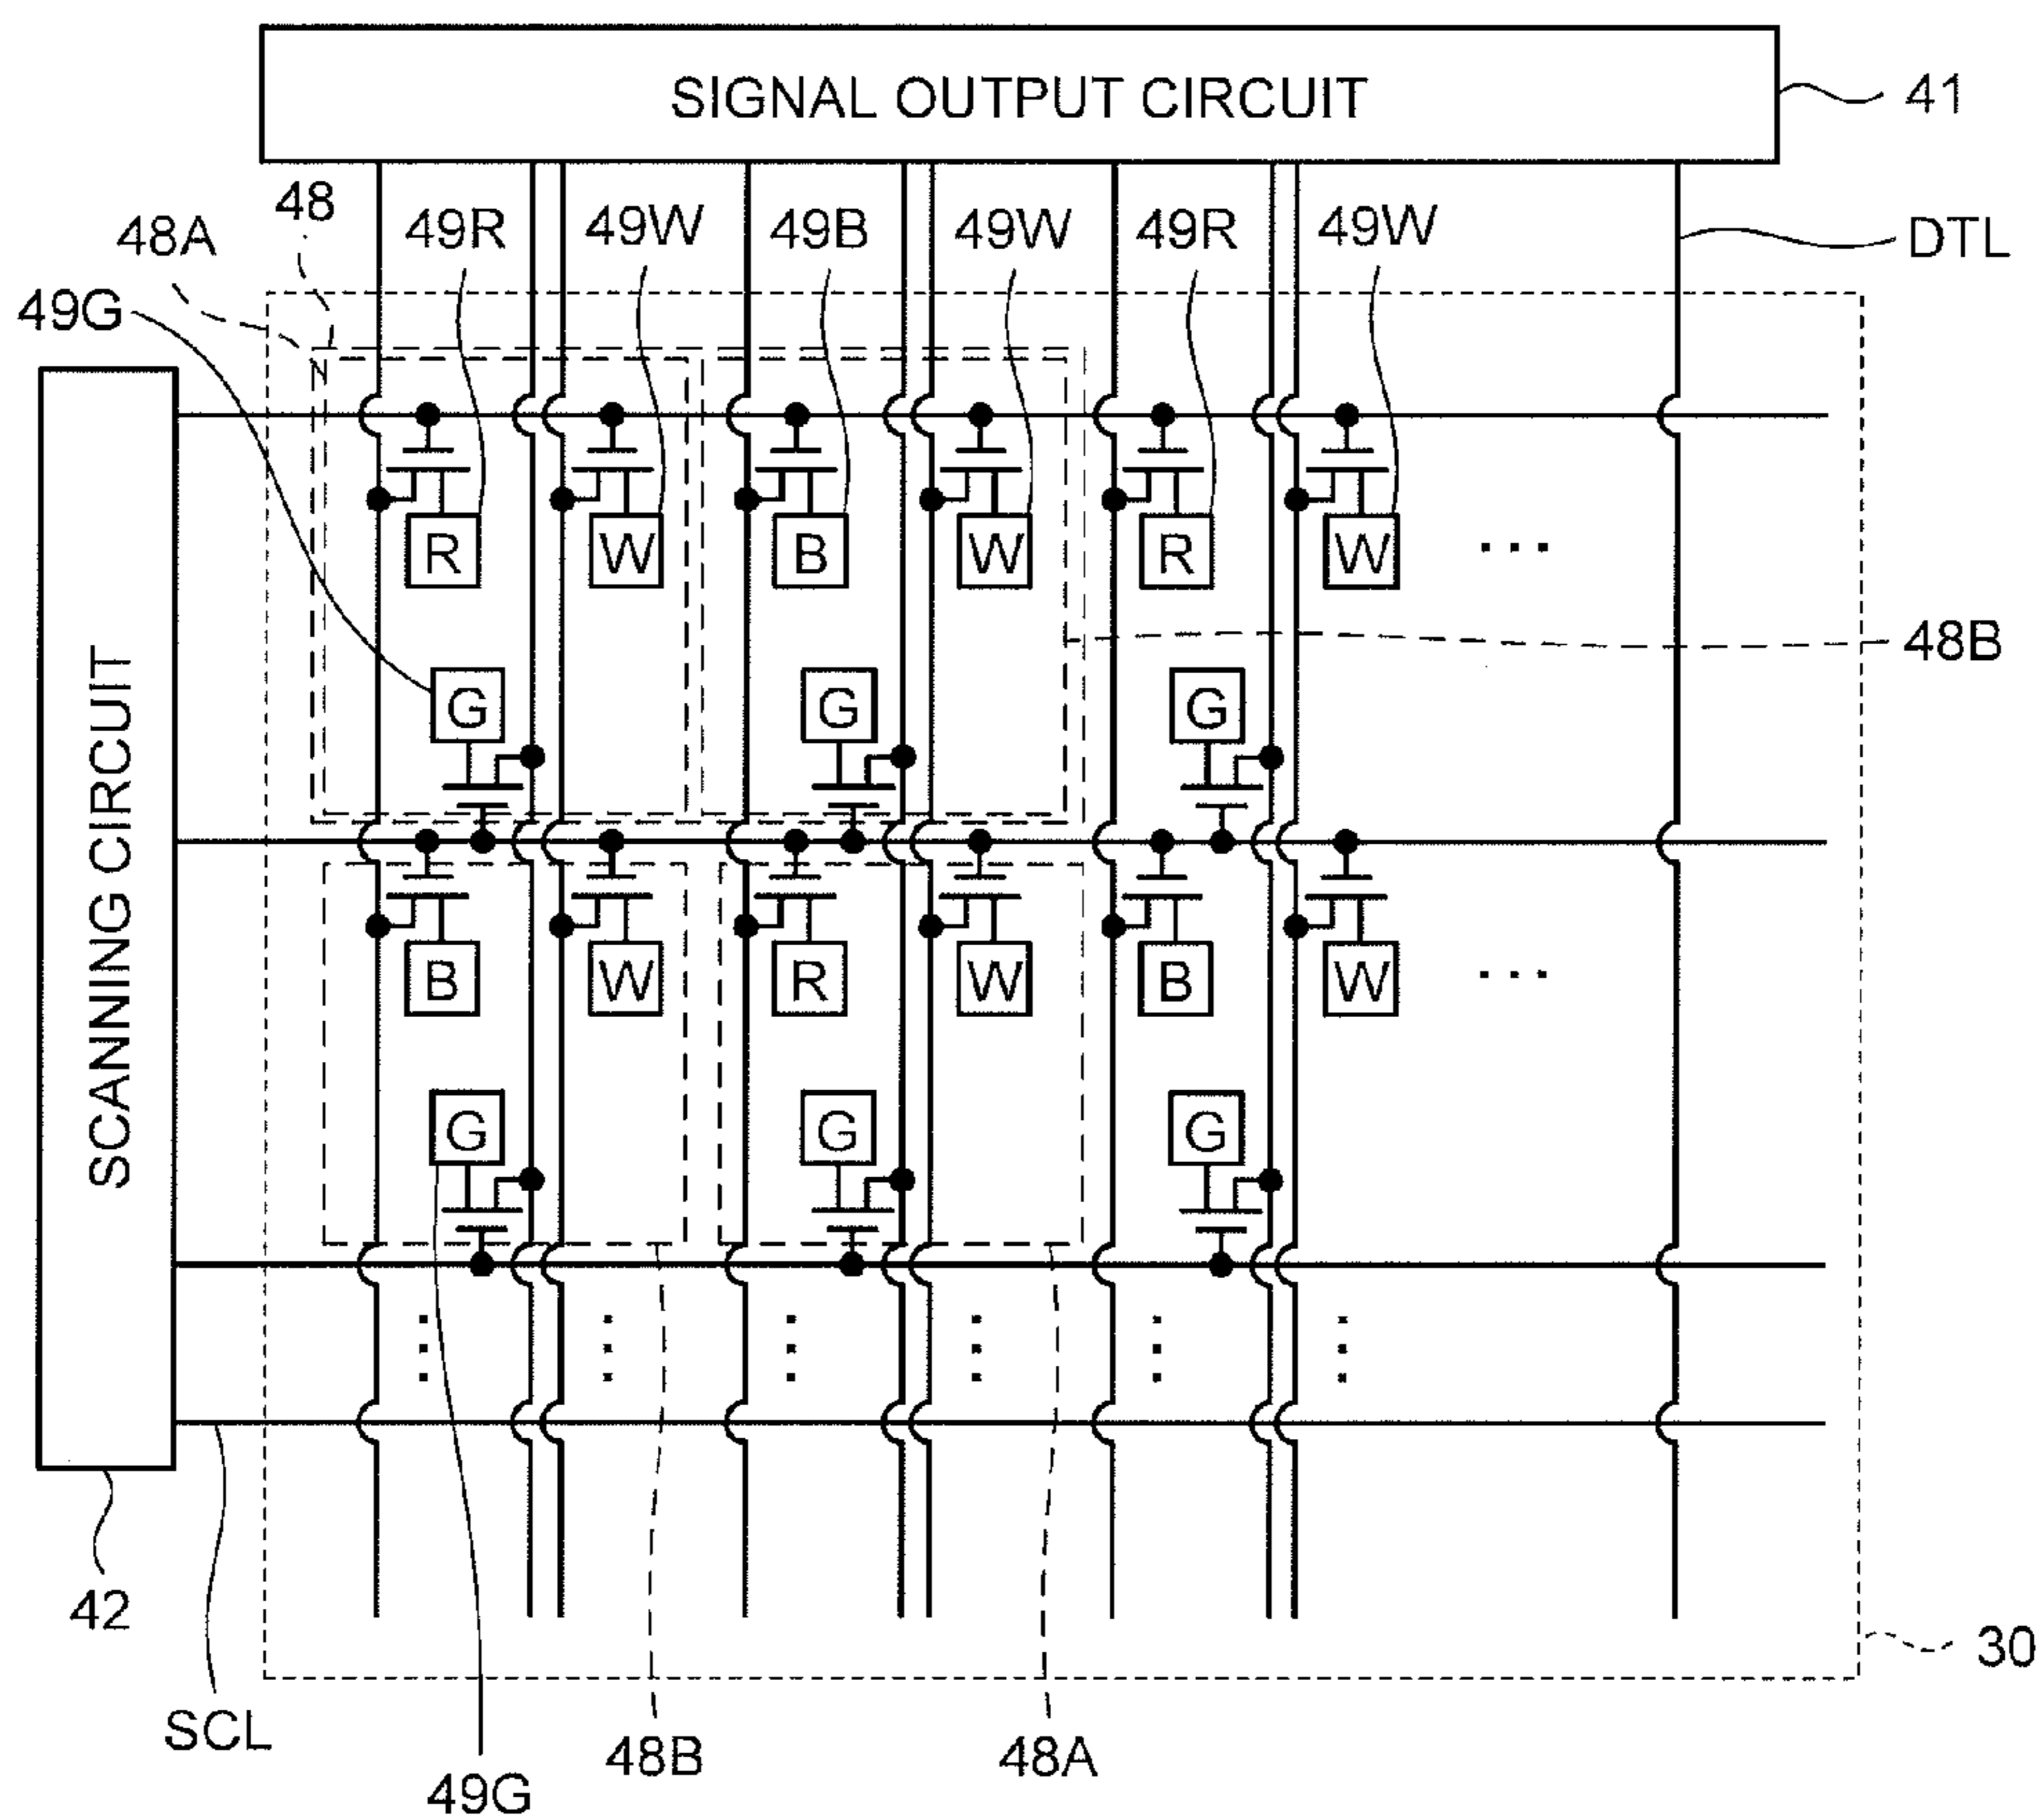 SIGNAL OUTPUT CIRCUIT
41
48
48A
49R
49W
49B
49W
49R
49W
DTL
49G
R
W
B
W
R
W
...
48B
G
G
G
SCANNING CIRCUIT
B
W
R
W
B
W
...
G
G
G
42
30
SCL
48B
48A
49G